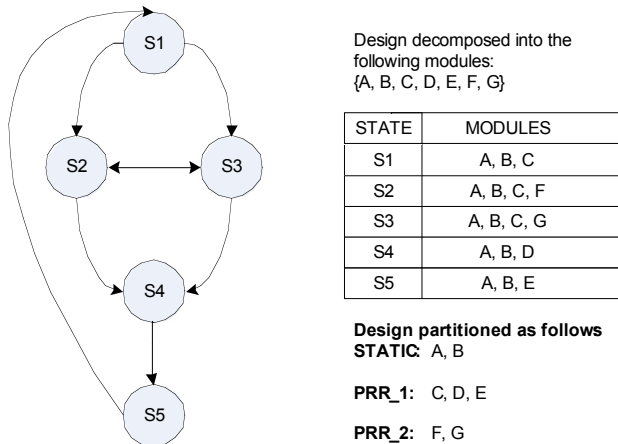 S1
S2
S3
S4
S5
Design decomposed into the
following modules:
{A, B, C, D, E, F, G}
STATE MODULES
S1 A, B, C
S2 A, B, C, F
S3 A, B, C, G
S4 A, B, D
S5 A, B, E
Design partitioned as follows
STATIC: A, B
PRR_1: C, D, E
PRR_2: F, G